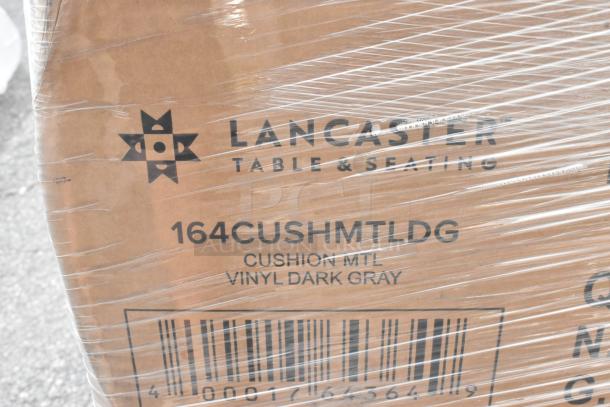 LANCASTER
TABLE & SEATING
164CUSHMTLDG
CUSHION MTL
VINYL DARK GRAY